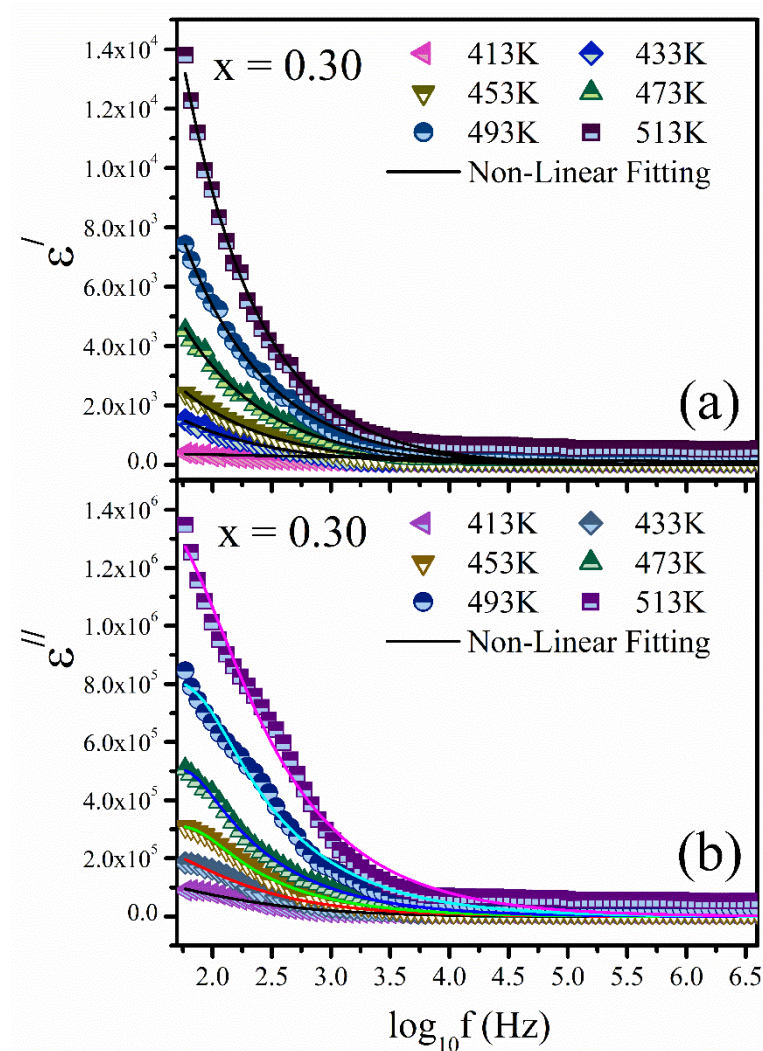 x = 0.30
413K 433K
453K 473K
493K 513K
Non-Linear Fitting
1.4x10⁴
1.2x10⁴
1.0x10⁴
8.0x10³
6.0x10³
4.0x10³
2.0x10³
0.0
ε/
(a)
x = 0.30
413K 433K
453K 473K
493K 513K
Non-Linear Fitting
1.4x10⁶
1.2x10⁶
1.0x10⁶
8.0x10⁵
6.0x10⁵
4.0x10⁵
2.0x10⁵
0.0
ε//
(b)
2.0 2.5 3.0 3.5 4.0 4.5 5.0 5.5 6.0 6.5
log₁₀f (Hz)